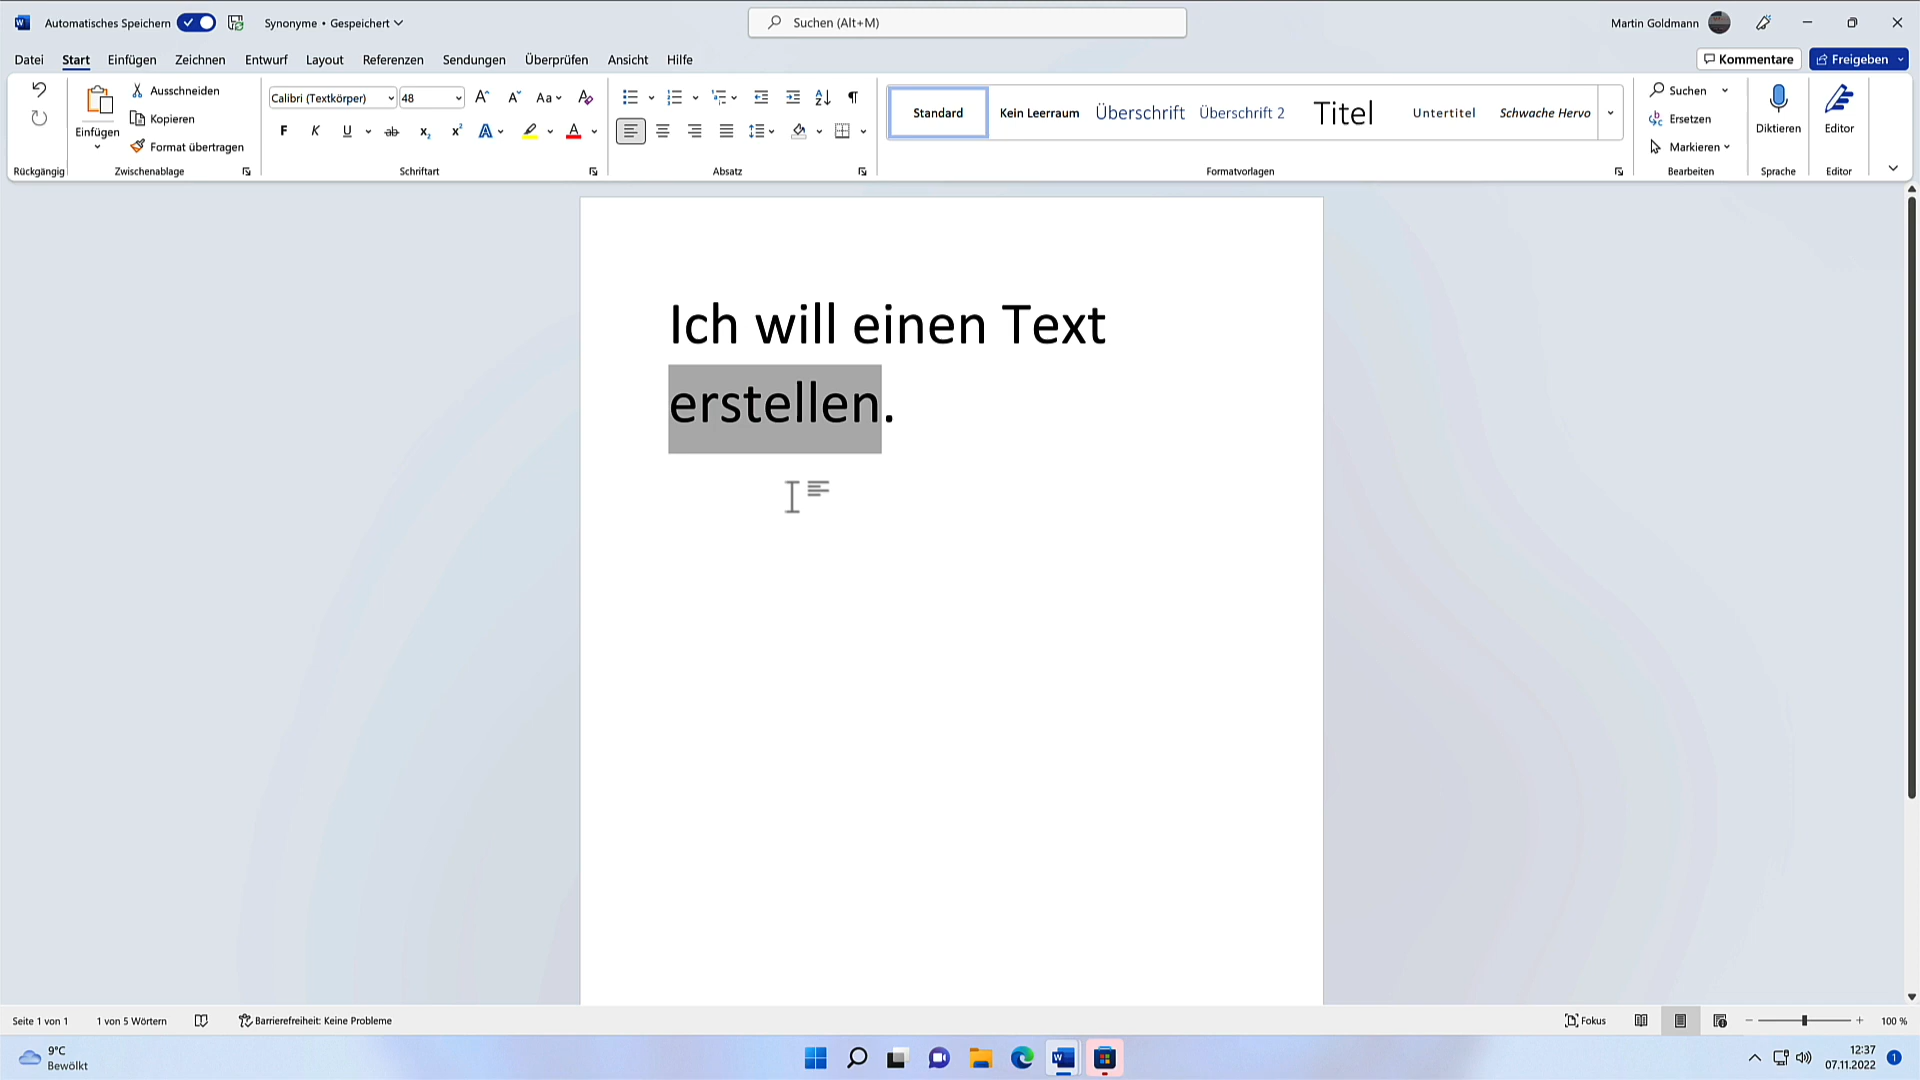 Automatisches Speichern
Synonyme • Gespeichert
Suchen (Alt+M)
Martin Goldmann
Datei Start Einfügen Zeichnen Entwurf Layout Referenzen Sendungen Überprüfen Ansicht Hilfe
Kommentare
Freigeben
Einfügen
Ausschneiden
Kopieren
Format übertragen
Calibri (Textkörper) 48
F K U ab
Standard
Kein Leerraum
Überschrift
Überschrift 2
Titel
Untertitel
Schwache Hervo
Suchen
Ersetzen
Markieren
Diktieren
Editor
Rückgängig Zwischenablage Schriftart Absatz Formatvorlagen Bearbeiten Sprache Editor
Ich will einen Text
erstellen.
Seite 1 von 1 1 von 5 Wörtern Barrierefreiheit: Keine Probleme
Fokus
100 %
9°C
Bewölkt
12:37
07.11.2022
1